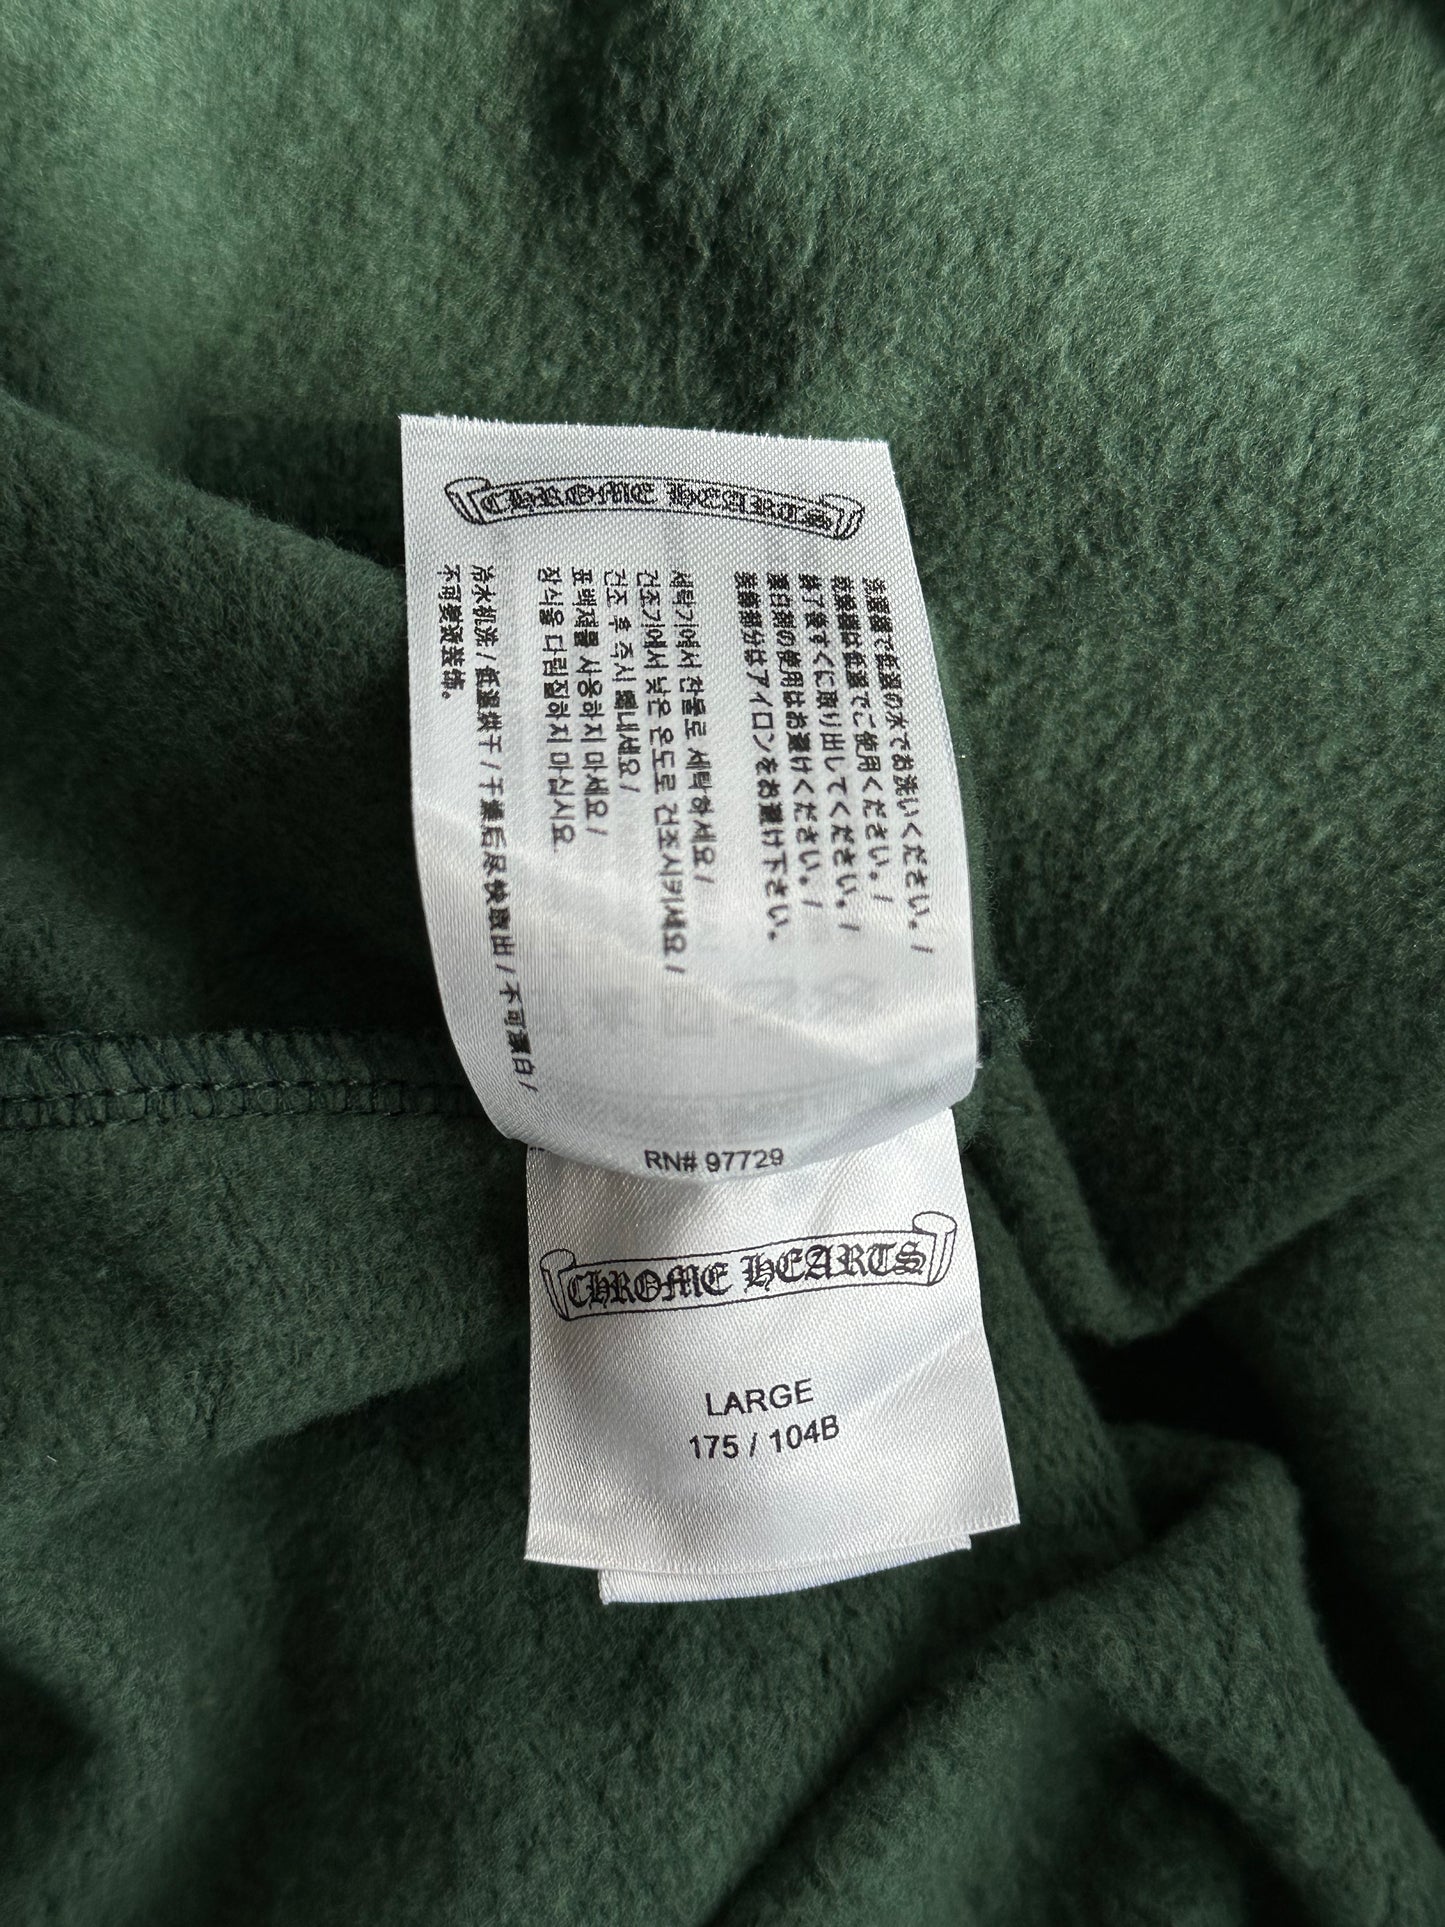 CHROME HEARTS
洗濯機で低温の水でお洗いください。/
乾燥機は低温でご使用ください。/
終了後すぐに取り出してください。/
漂白剤の使用はお避けください。/
装飾部分はアイロンをお避け下さい。
세탁기에서 찬물로 세탁하세요 /
건조기에서 낮은 온도로 건조시키세요 /
건조 후 즉시 꺼내세요 /
표백제를 사용하지 마세요 /
장식을 다림질하지 마십시요
冷水机洗 / 低温烘干 / 干燥后尽快取出 / 不可漂白 /
不可熨烫装饰。
RN# 97729
CHROME HEARTS
LARGE
175 / 104B